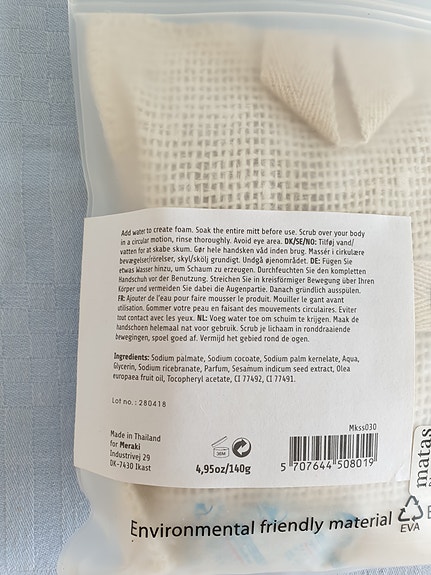 Add water to create foam. Soak the entire mitt before use. Scrub over your body
in a circular motion, rinse thoroughly. Avoid eye area. DK/SE/NO: Tilføj vand/
vatten for at skabe skum. Gør hele handsken våd inden brug. Massér i cirkulære
bevægelser/rörelser, skyl/skölj grundigt. Undgå øjenområdet. DE: Fügen Sie
etwas Wasser hinzu, um Schaum zu erzeugen. Durchfeuchten Sie den kompletten
Handschuh vor der Benutzung. Streichen Sie in kreisförmiger Bewegung über Ihren
Körper und vermeiden Sie dabei die Augenpartie. Danach gründlich ausspülen.
FR: Ajouter de l'eau pour faire mousser le produit. Mouiller le gant avant
utilisation. Gommer votre peau en faisant des mouvements circulaires. Eviter
tout contact avec les yeux. NL: Voeg water toe om schuim te krijgen. Maak de
handschoen helemaal nat voor gebruik. Scrub je lichaam in ronddraaiende
bewegingen, spoel goed af. Vermijd het gebied rond de ogen.
Ingredients: Sodium palmate, Sodium cocoate, Sodium palm kernelate, Aqua,
Glycerin, Sodium ricebranate, Parfum, Sesamum indicum seed extract, Olea
europaea fruit oil, Tocopheryl acetate, CI 77492, CI 77491.
Lot no.: 280418
Made in Thailand
for Meraki
Industrivej 29
DK-7430 Ikast
36M
4,95oz/140g
Mkss030
5 707644 508019
matas
Environmental friendly material
EVA